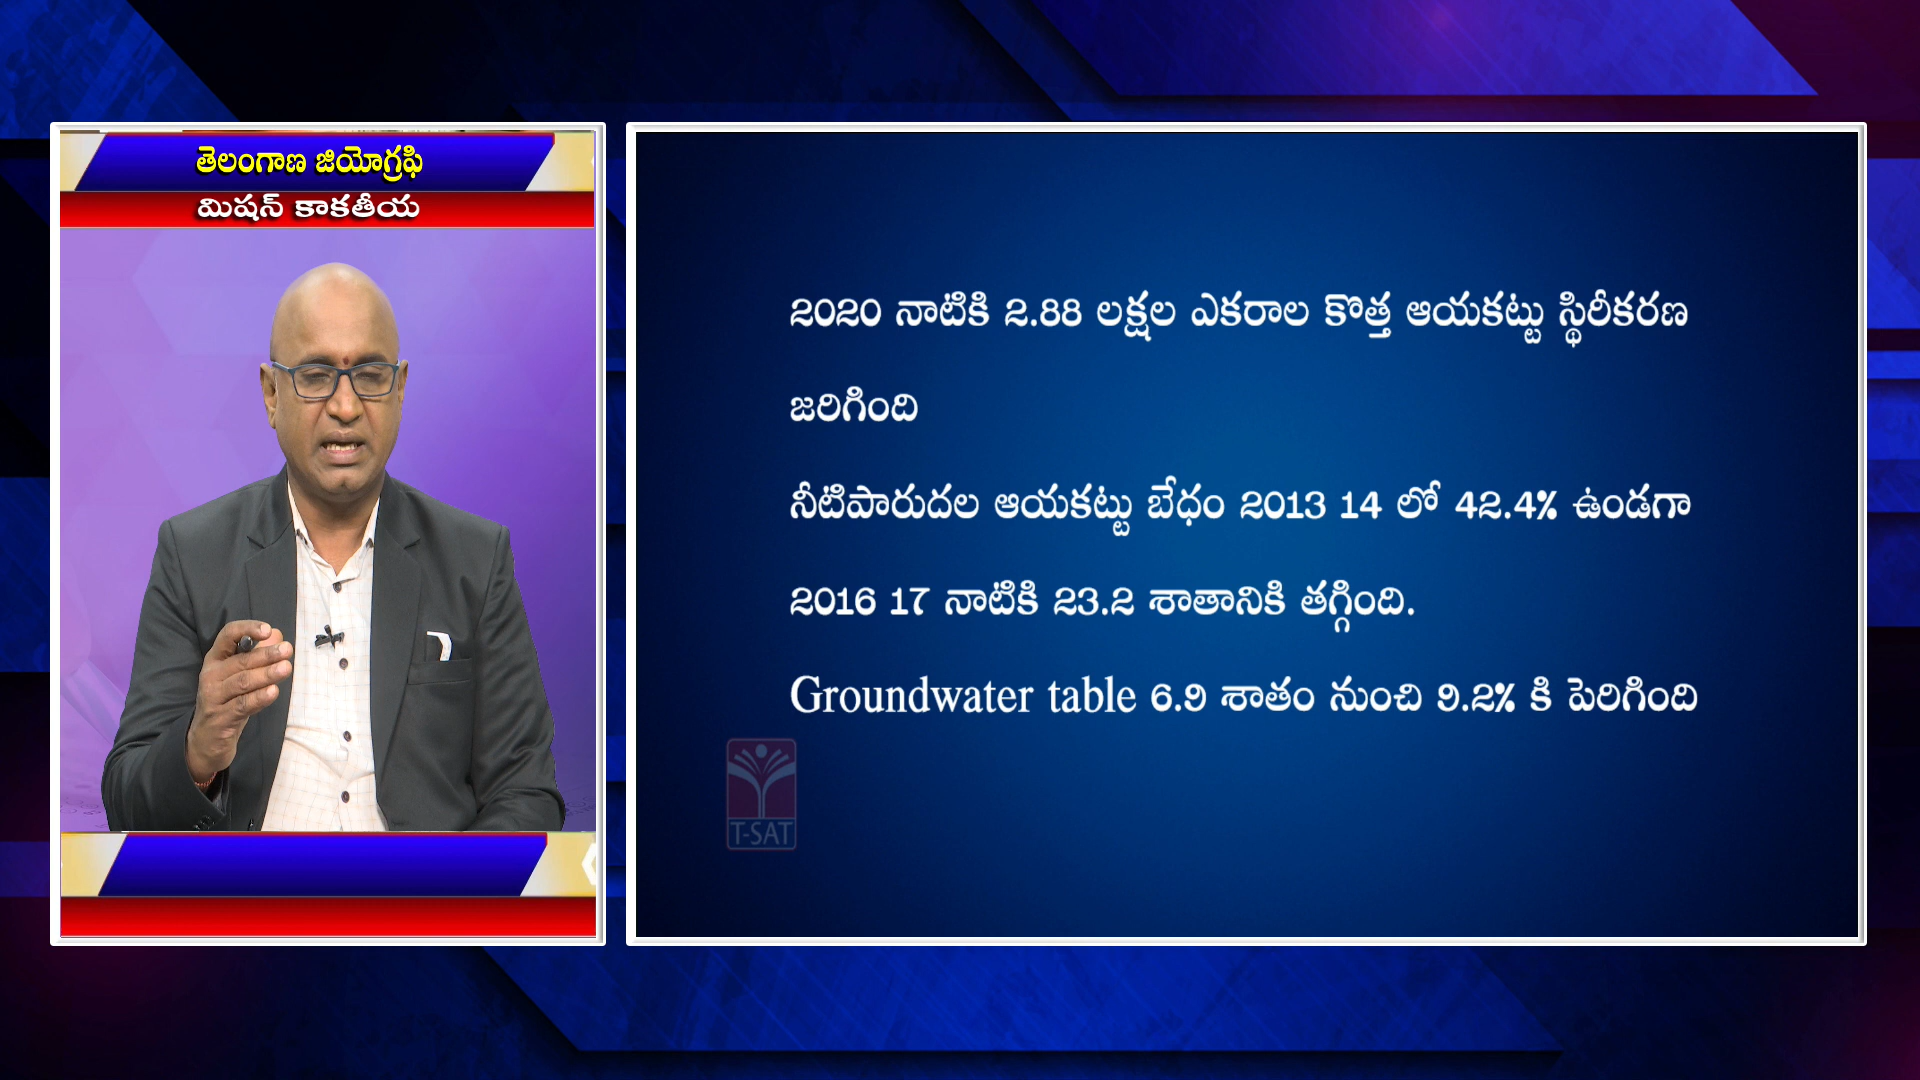 తెలంగాణ జియోగ్రఫి
మిషన్ కాకతీయ
2020 నాటికి 2.88 లక్షల ఎకరాల కొత్త ఆయకట్టు స్థిరీకరణ
జరిగింది
నీటిపారుదల ఆయకట్టు బేధం 2013 14 లో 42.4% ఉండగా
2016 17 నాటికి 23.2 శాతానికి తగ్గింది.
Groundwater table 6.9 శాతం నుంచి 9.2% కి పెరిగింది
T-SAT